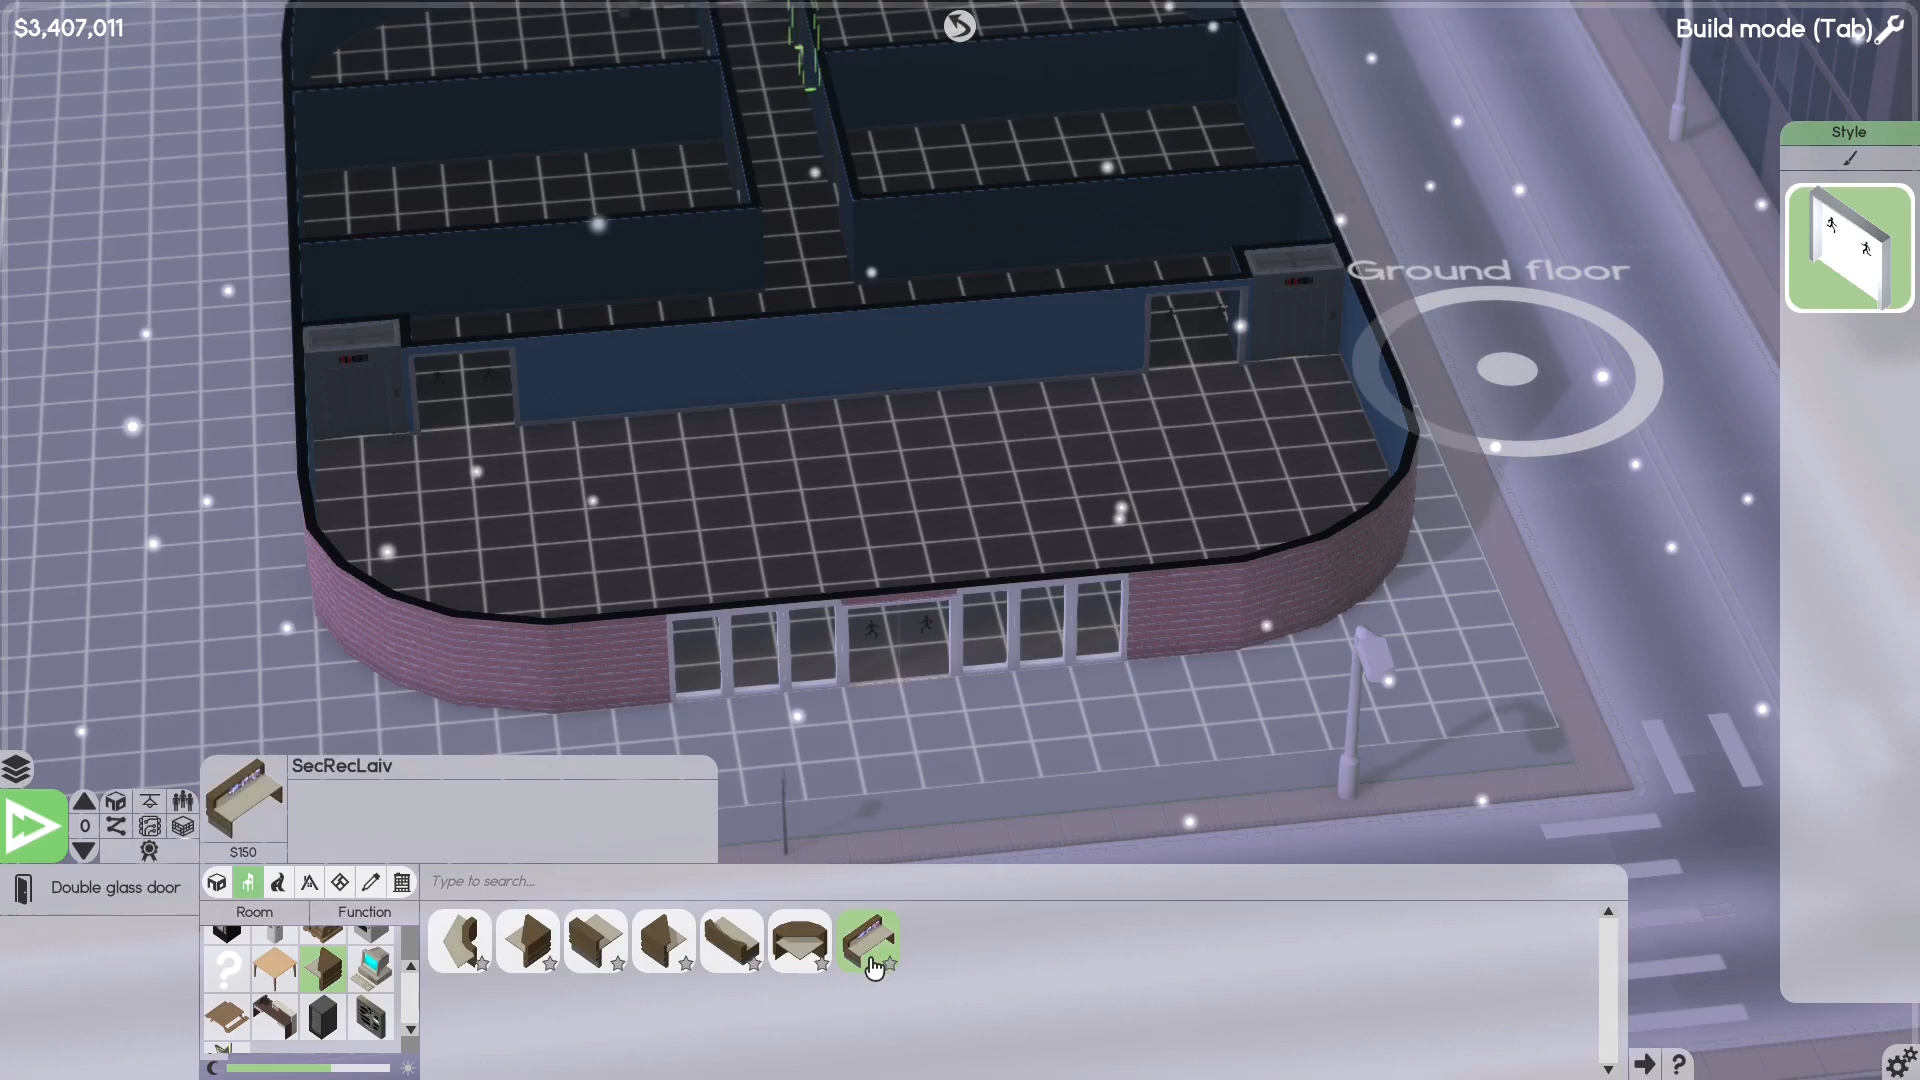 $3,407,011
Build mode (Tab)
Style
Ground floor
SecRecLaiv
$150
0
Double glass door
Type to search...
Room
Function
?
?